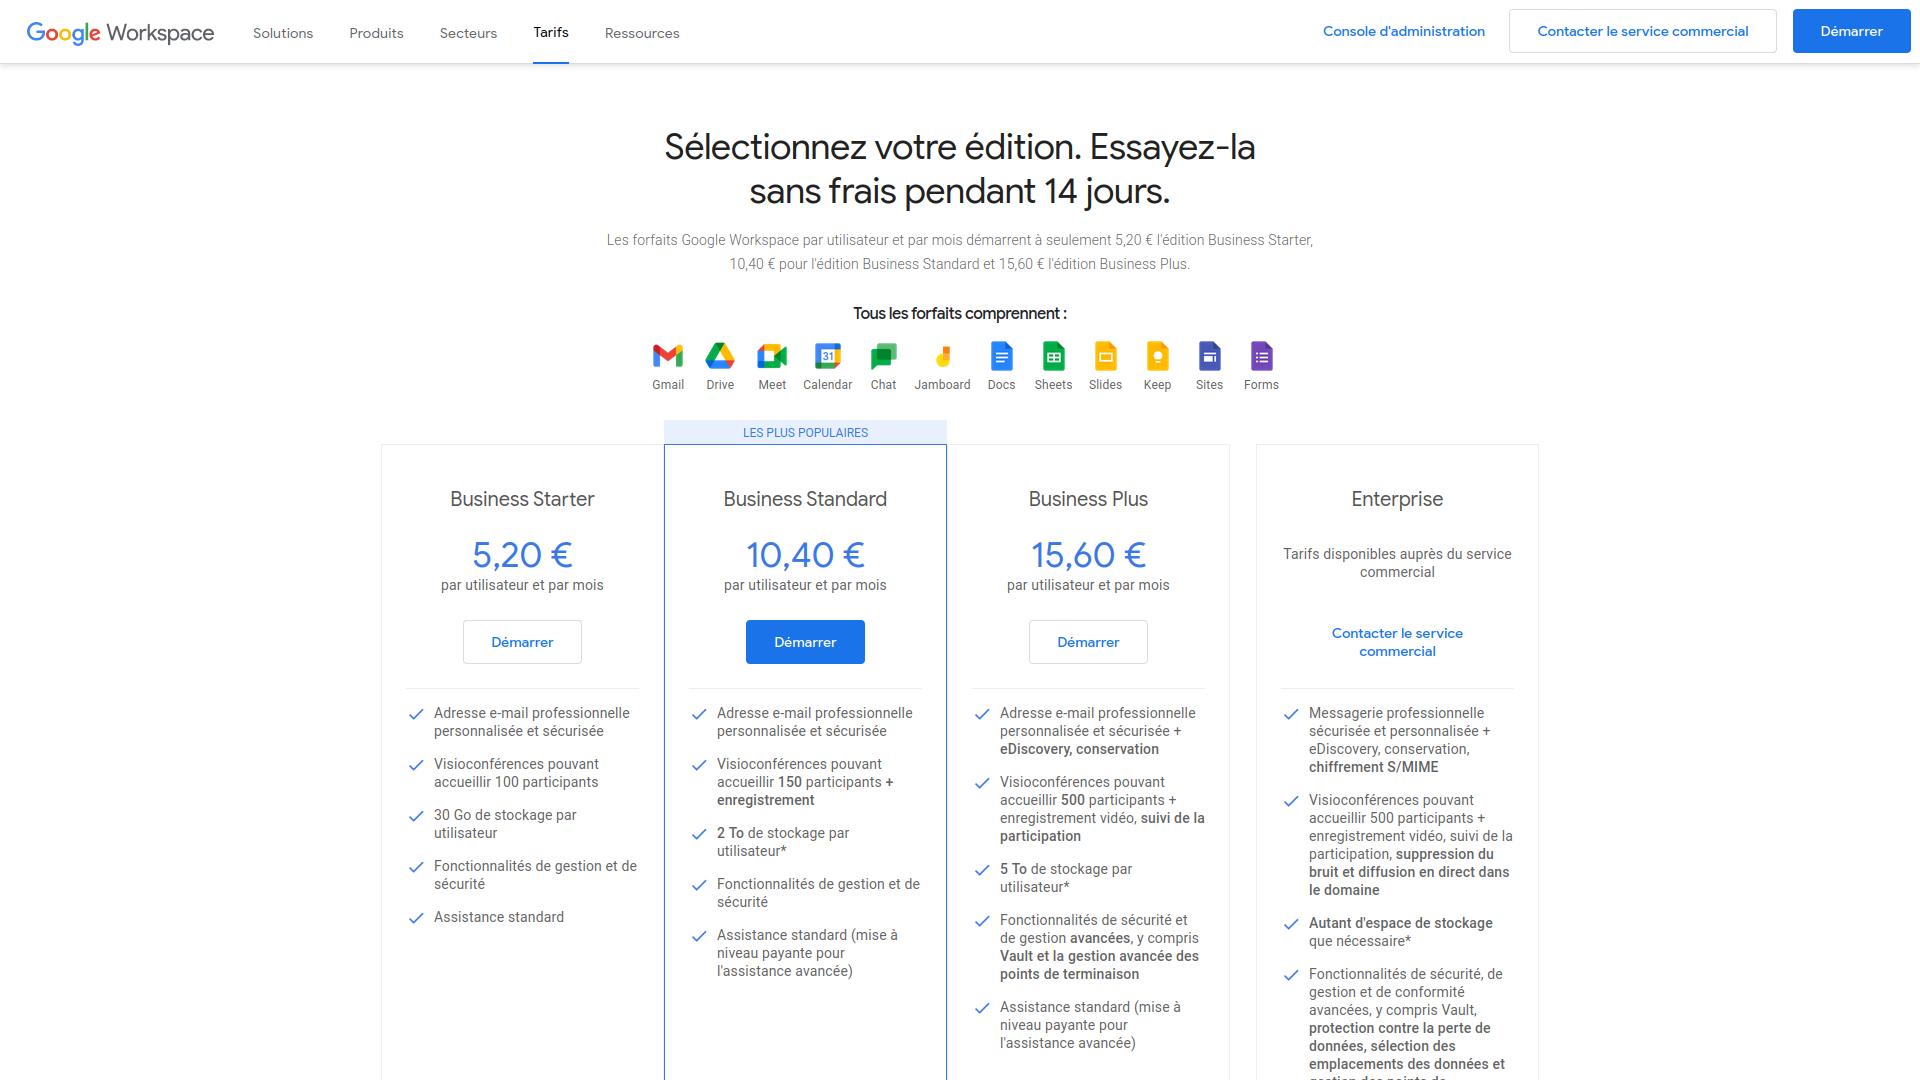 Google Workspace
Solutions
Produits
Secteurs
Tarifs
Ressources
Console d'administration
Contacter le service commercial
Démarrer
Sélectionnez votre édition. Essayez-la
sans frais pendant 14 jours.
Les forfaits Google Workspace par utilisateur et par mois démarrent à seulement 5,20 € l'édition Business Starter,
10,40 € pour l'édition Business Standard et 15,60 € l'édition Business Plus.
Tous les forfaits comprennent :
31
Gmail
Drive
Meet
Calendar
Chat
Jamboard
Docs
Sheets
Slides
Keep
Sites
Forms
LES PLUS POPULAIRES
Business Starter
5,20 €
par utilisateur et par mois
Démarrer
Adresse e-mail professionnelle
personnalisée et sécurisée
Visioconférences pouvant
accueillir 100 participants
30 Go de stockage par
utilisateur
Fonctionnalités de gestion et de
sécurité
Assistance standard
Business Standard
10,40 €
par utilisateur et par mois
Démarrer
Adresse e-mail professionnelle
personnalisée et sécurisée
Visioconférences pouvant
accueillir 150 participants +
enregistrement
2 To de stockage par
utilisateur*
Fonctionnalités de gestion et de
sécurité
Assistance standard (mise à
niveau payante pour
l'assistance avancée)
Business Plus
15,60 €
par utilisateur et par mois
Démarrer
Adresse e-mail professionnelle
personnalisée et sécurisée +
eDiscovery, conservation
Visioconférences pouvant
accueillir 500 participants +
enregistrement vidéo, suivi de la
participation
5 To de stockage par
utilisateur*
Fonctionnalités de sécurité et
de gestion avancées, y compris
Vault et la gestion avancée des
points de terminaison
Assistance standard (mise à
niveau payante pour
l'assistance avancée)
Enterprise
Tarifs disponibles auprès du service
commercial
Contacter le service
commercial
Messagerie professionnelle
sécurisée et personnalisée +
eDiscovery, conservation,
chiffrement S/MIME
Visioconférences pouvant
accueillir 500 participants +
enregistrement vidéo, suivi de la
participation, suppression du
bruit et diffusion en direct dans
le domaine
Autant d'espace de stockage
que nécessaire*
Fonctionnalités de sécurité, de
gestion et de conformité
avancées, y compris Vault,
protection contre la perte de
données, sélection des
emplacements des données et
gestion des points de